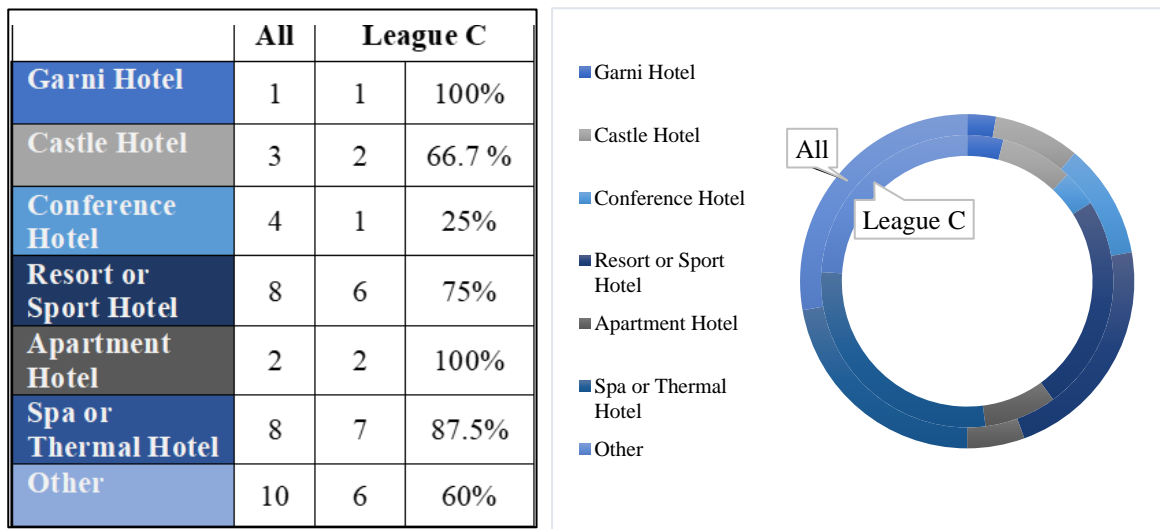 All League C
Garni Hotel 1 1 100%
Castle Hotel 3 2 66.7 %
Conference
Hotel 4 1 25%
Resort or
Sport Hotel 8 6 75%
Apartment
Hotel 2 2 100%
Spa or
Thermal Hotel 8 7 87.5%
Other 10 6 60%
Garni Hotel
Castle Hotel
Conference Hotel
Resort or Sport
Hotel
Apartment Hotel
Spa or Thermal
Hotel
Other
All
League C